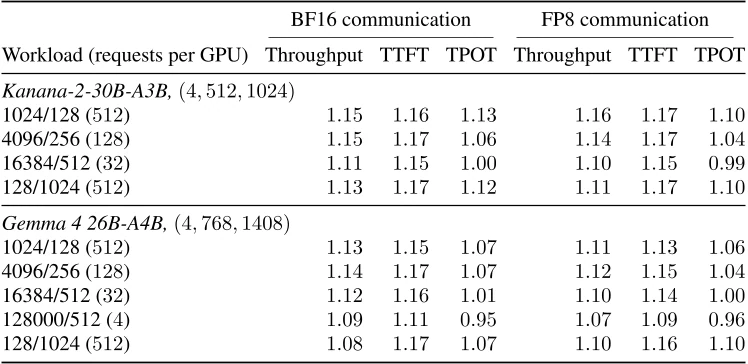 BF16 communication FP8 communication
Workload (requests per GPU) Throughput TTFT TPOT Throughput TTFT TPOT
Kanana-2-30B-A3B, (4, 512, 1024)
1024/128 (512) 1.15 1.16 1.13 1.16 1.17 1.10
4096/256 (128) 1.15 1.17 1.06 1.14 1.17 1.04
16384/512 (32) 1.11 1.15 1.00 1.10 1.15 0.99
128/1024 (512) 1.13 1.17 1.12 1.11 1.17 1.10
Gemma 4 26B-A4B, (4, 768, 1408)
1024/128 (512) 1.13 1.15 1.07 1.11 1.13 1.06
4096/256 (128) 1.14 1.17 1.07 1.12 1.15 1.04
16384/512 (32) 1.12 1.16 1.01 1.10 1.14 1.00
128000/512 (4) 1.09 1.11 0.95 1.07 1.09 0.96
128/1024 (512) 1.08 1.17 1.07 1.10 1.16 1.10